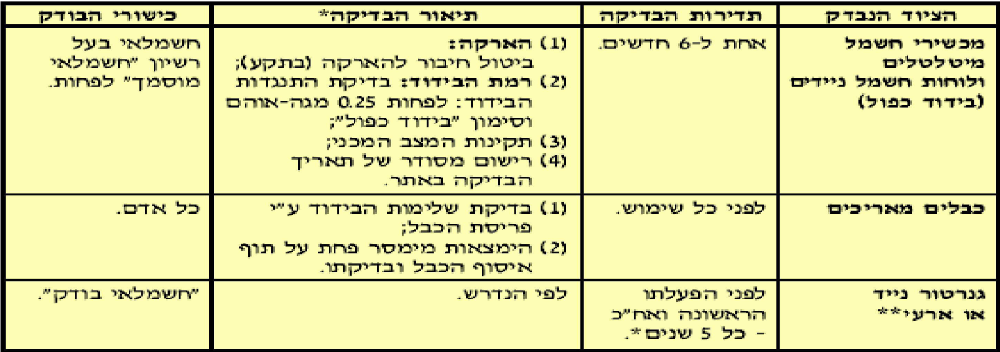 הציוד הנבדק
תדירות הבדיקה
תיאור הבדיקה*
כישורי הבודק
מכשירי חשמל
מיטלטלים
ולוחות חשמל ניידים
(בידוד כפול)
אחת ל-6 חדשים.
(1) הארקה:
ביטול חיבור להארקה (בתקע);
(2) רמת הבידוד: בדיקת התנגדות
הבידוד: לפחות 0.25 מגה-אוהם
וסימון "בידוד כפול";
(3) תקינות המצב המכני;
(4) רישום מסודר של תאריך
הבדיקה באתר.
חשמלאי בעל
רשיון "חשמלאי
מוסמך" לפחות.
כבלים מאריכים
לפני כל שימוש.
(1) בדיקת שלימות הבידוד ע"י
פריסת הכבל;
(2) הימצאות מימסר פחת על תוף
איסוף הכבל ובדיקתו.
כל אדם.
גנרטור נייד
או ארעי**
לפני הפעלתו
הראשונה ואח"כ
- כל 5 שנים*.
לפי הנדרש.
"חשמלאי בודק".